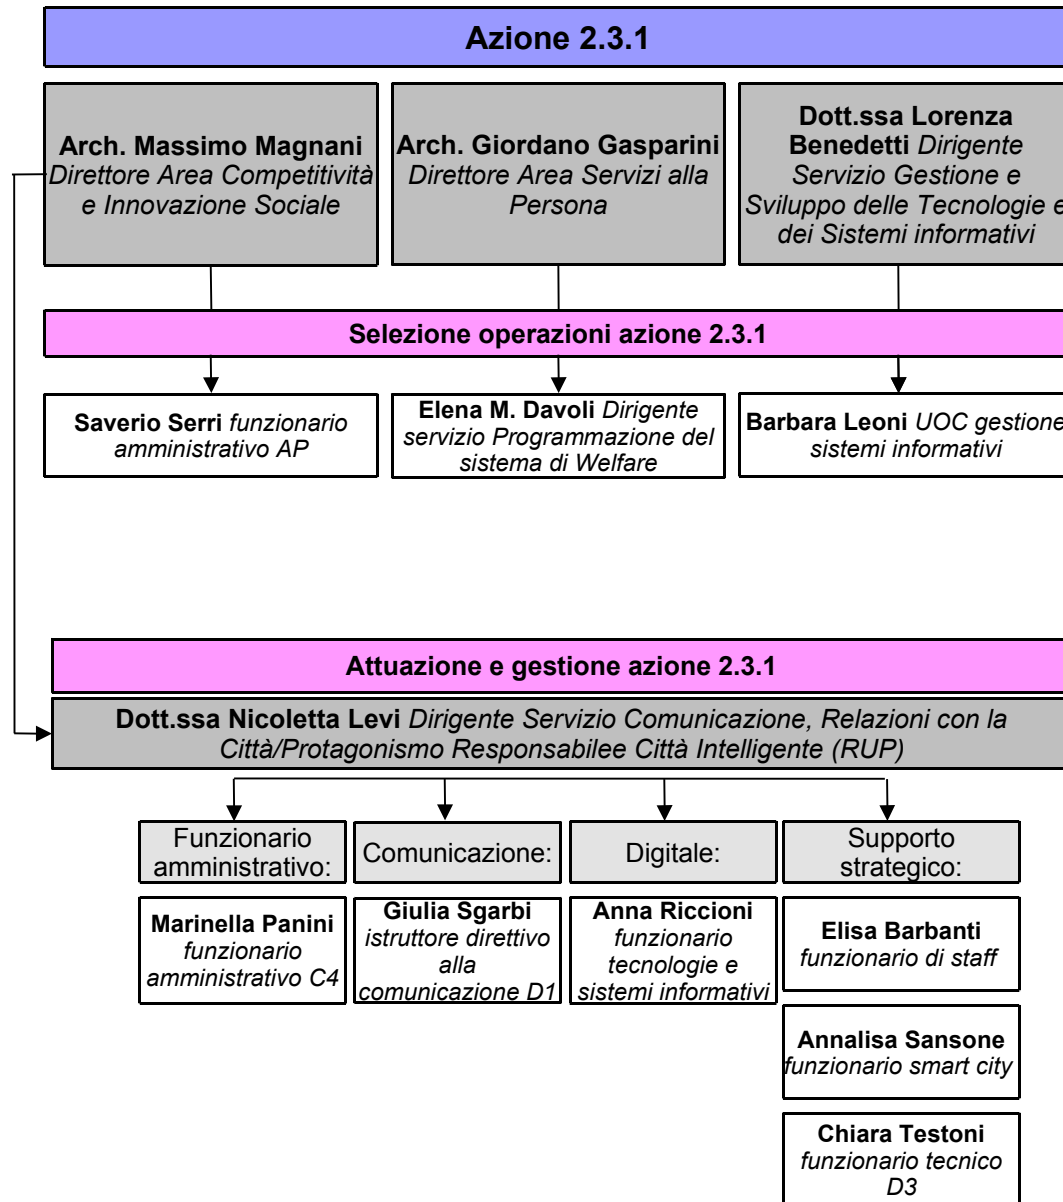 Azione 2.3.1
Arch. Massimo Magnani
Direttore Area Competitività
e Innovazione Sociale
Arch. Giordano Gasparini
Direttore Area Servizi alla
Persona
Dott.ssa Lorenza
Benedetti Dirigente
Servizio Gestione e
Sviluppo delle Tecnologie e
dei Sistemi informativi
Selezione operazioni azione 2.3.1
Saverio Serri funzionario
amministrativo AP
Elena M. Davoli Dirigente
servizio Programmazione del
sistema di Welfare
Barbara Leoni UOC gestione
sistemi informativi
Attuazione e gestione azione 2.3.1
Dott.ssa Nicoletta Levi Dirigente Servizio Comunicazione, Relazioni con la
Città/Protagonismo Responsabilee Città Intelligente (RUP)
Funzionario
amministrativo:
Comunicazione:
Digitale:
Supporto
strategico:
Marinella Panini
funzionario
amministrativo C4
Giulia Sgarbi
istruttore direttivo
alla
comunicazione D1
Anna Riccioni
funzionario
tecnologie e
sistemi informativi
Elisa Barbanti
funzionario di staff
Annalisa Sansone
funzionario smart city
Chiara Testoni
funzionario tecnico
D3